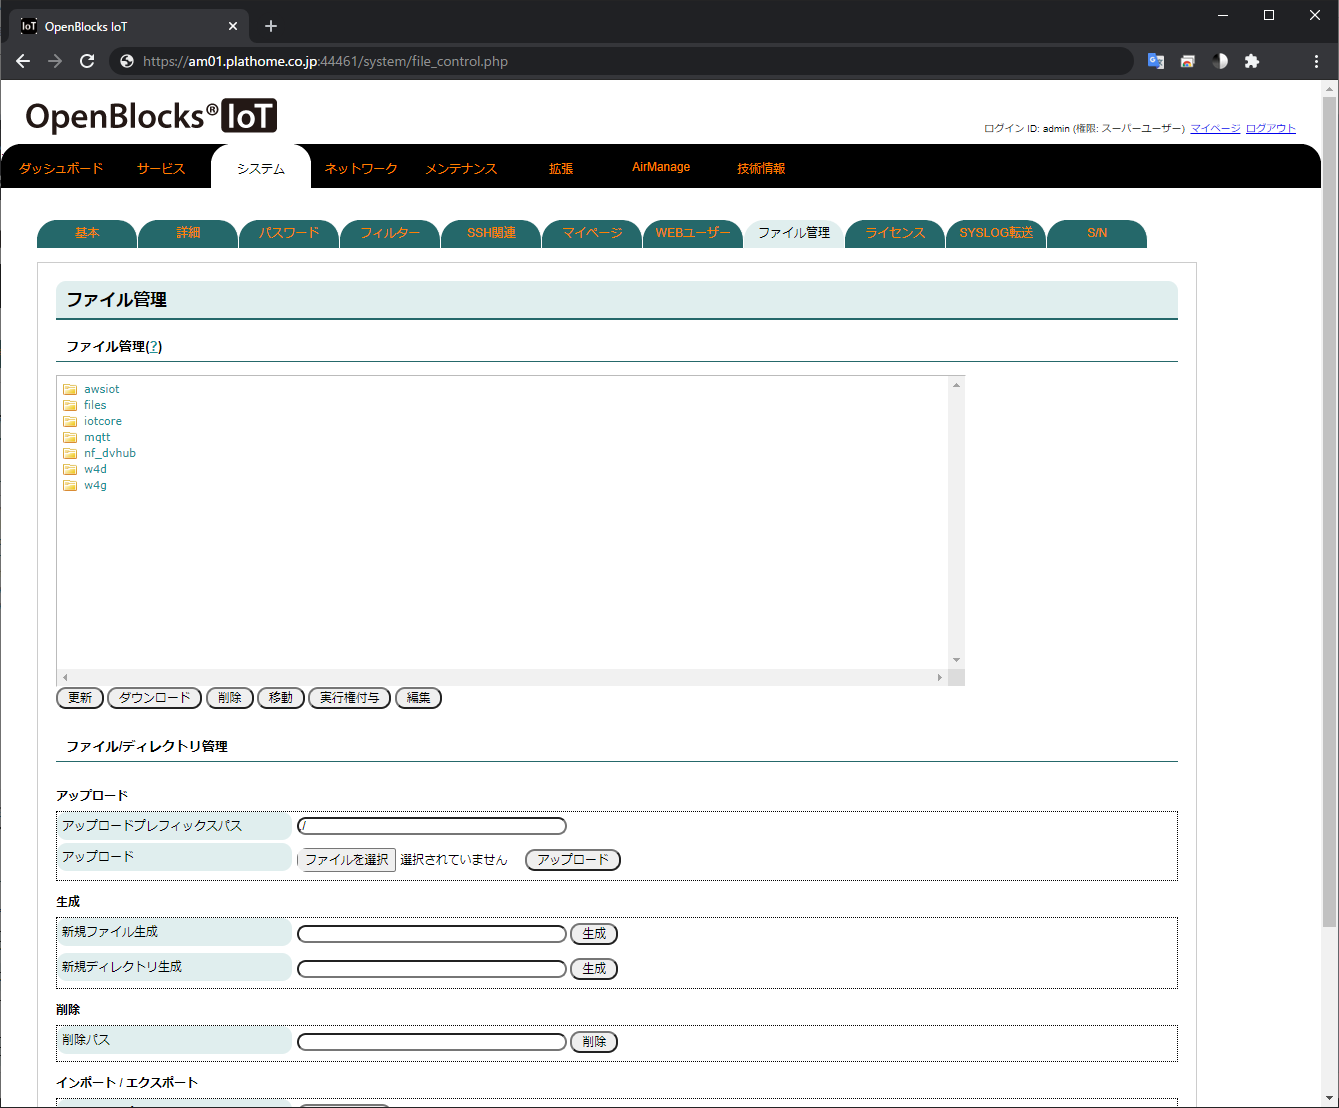 IoT OpenBlocks IoT
https://am01.plathome.co.jp:44461/system/file_control.php
OpenBlocks® IoT
ログイン ID: admin (権限: スーパーユーザー) マイページ ログアウト
ダッシュボード サービス システム ネットワーク メンテナンス 拡張 AirManage 技術情報
基本 詳細 パスワード フィルター SSH関連 マイページ WEBユーザー ファイル管理 ライセンス SYSLOG転送 S/N
ファイル管理
ファイル管理(?)
awsiot
files
iotcore
mqtt
nf_dvhub
w4d
w4g
更新 ダウンロード 削除 移動 実行権付与 編集
ファイル/ディレクトリ管理
アップロード
アップロードプレフィックスパス /
アップロード ファイルを選択 選択されていません アップロード
生成
新規ファイル生成 生成
新規ディレクトリ生成 生成
削除
削除パス 削除
インポート / エクスポート